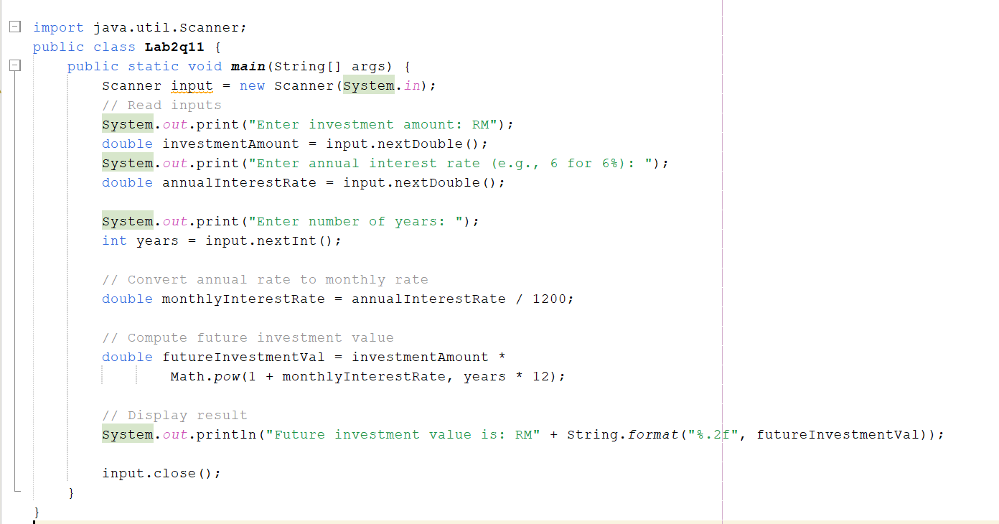 import java.util.Scanner;
public class Lab2q11 {
public static void main(String[] args) {
Scanner input = new Scanner(System.in);
// Read inputs
System.out.print("Enter investment amount: RM");
double investmentAmount = input.nextDouble();
System.out.print("Enter annual interest rate (e.g., 6 for 6%): ");
double annualInterestRate = input.nextDouble();
System.out.print("Enter number of years: ");
int years = input.nextInt();
// Convert annual rate to monthly rate
double monthlyInterestRate = annualInterestRate / 1200;
// Compute future investment value
double futureInvestmentVal = investmentAmount *
Math.pow(1 + monthlyInterestRate, years * 12);
// Display result
System.out.println("Future investment value is: RM" + String.format("%.2f", futureInvestmentVal));
input.close();
}
}